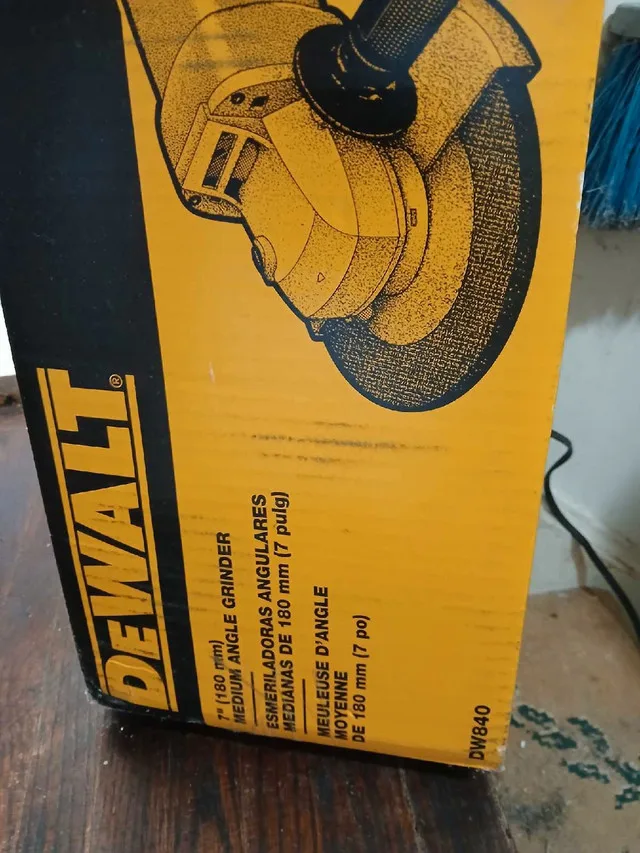 DEWALT®
7" (180 mm)
MEDIUM ANGLE GRINDER
ESMERILADORAS ANGULARES
MEDIANAS DE 180 mm (7 pulg)
MEULEUSE D'ANGLE
MOYENNE
DE 180 mm (7 po)
DW840